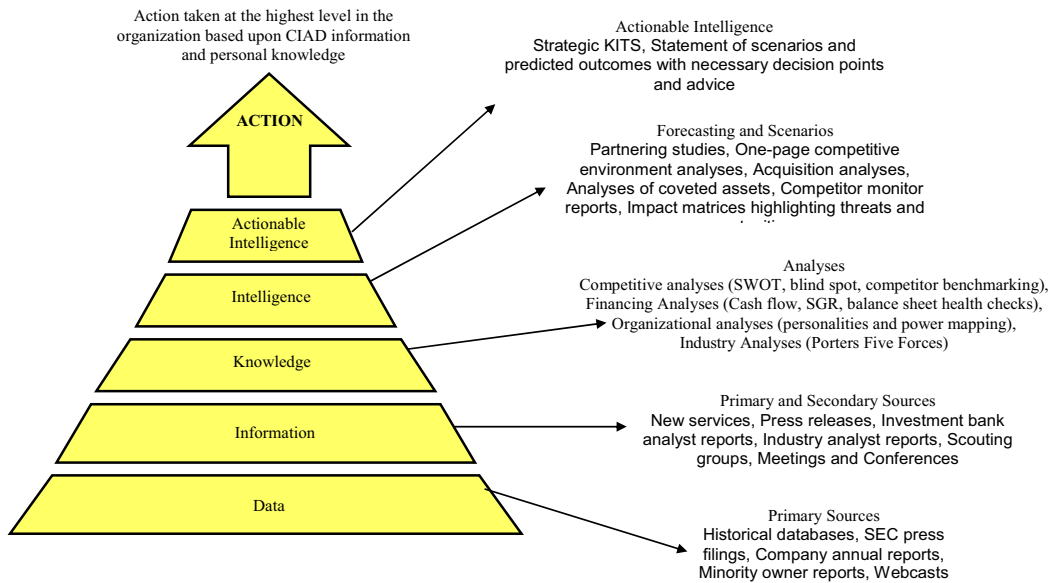 Action taken at the highest level in the
organization based upon CIAD information
and personal knowledge
ACTION
Actionable
Intelligence
Intelligence
Knowledge
Information
Data
Actionable Intelligence
Strategic KITS, Statement of scenarios and
predicted outcomes with necessary decision points
and advice
Forecasting and Scenarios
Partnering studies, One-page competitive
environment analyses, Acquisition analyses,
Analyses of coveted assets, Competitor monitor
reports, Impact matrices highlighting threats and
Analyses
Competitive analyses (SWOT, blind spot, competitor benchmarking),
Financing Analyses (Cash flow, SGR, balance sheet health checks),
Organizational analyses (personalities and power mapping),
Industry Analyses (Porters Five Forces)
Primary and Secondary Sources
New services, Press releases, Investment bank
analyst reports, Industry analyst reports, Scouting
groups, Meetings and Conferences
Primary Sources
Historical databases, SEC press
filings, Company annual reports,
Minority owner reports, Webcasts